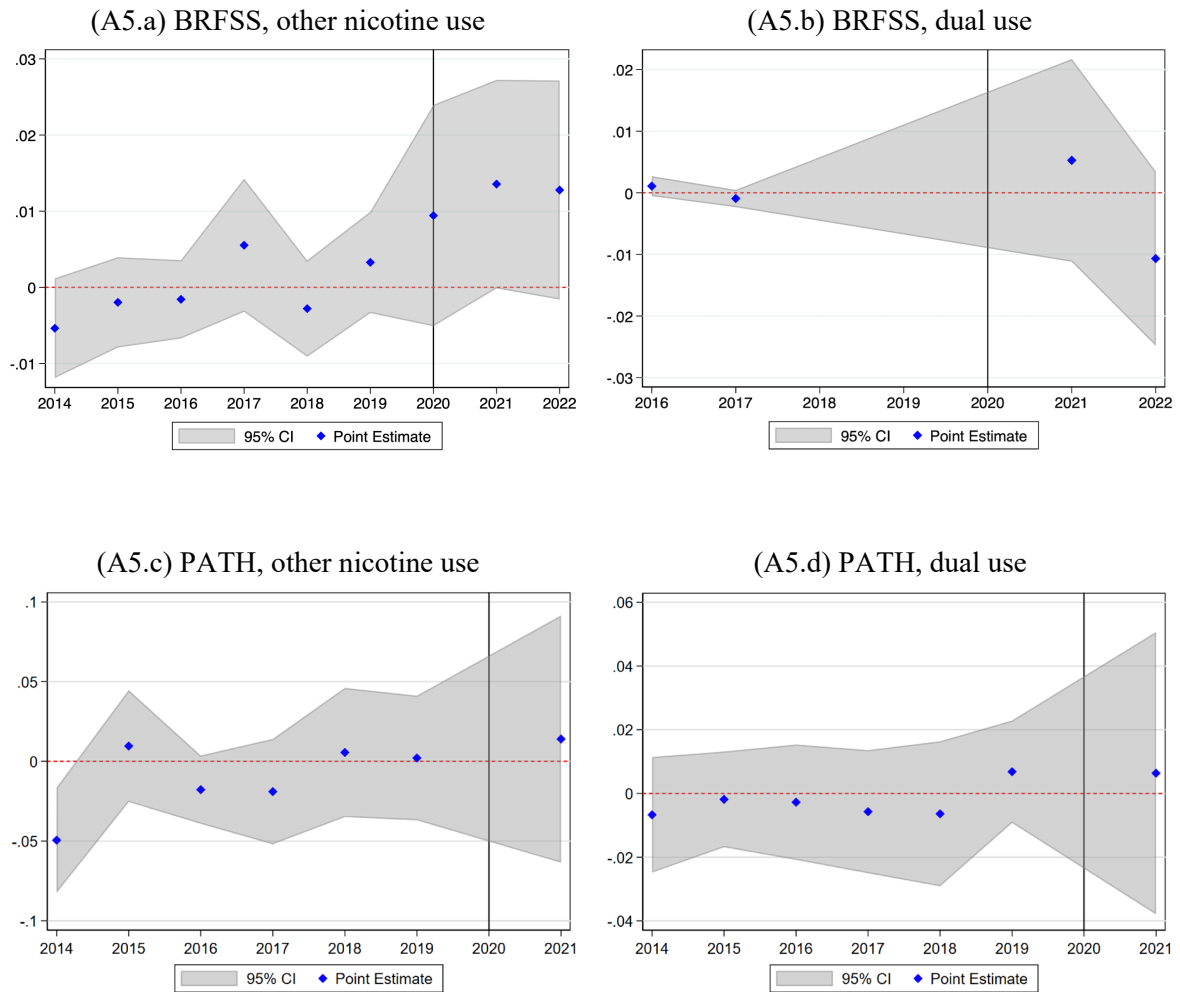 (A5.a) BRFSS, other nicotine use
.03
.02
.01
0
-.01
2014 2015 2016 2017 2018 2019 2020 2021 2022
95% CI Point Estimate
(A5.b) BRFSS, dual use
.02
.01
0
-.01
-.02
-.03
2016 2017 2018 2019 2020 2021 2022
95% CI Point Estimate
(A5.c) PATH, other nicotine use
.1
.05
0
-.05
-.1
2014 2015 2016 2017 2018 2019 2020 2021
95% CI Point Estimate
(A5.d) PATH, dual use
.06
.04
.02
0
-.02
-.04
2014 2015 2016 2017 2018 2019 2020 2021
95% CI Point Estimate